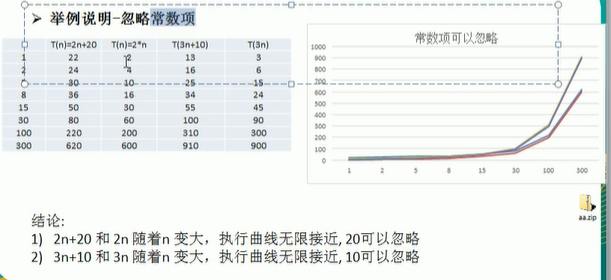 ➢ 举例说明-忽略常数项
T(n)=2n+20 T(n)=2*n T(3n+10) T(3n)
1 22 2 13 3
2 24 4 16 6
30 10 25 15
8 36 16 34 24
15 50 30 55 45
30 80 60 100 90
100 220 200 310 300
300 620 600 910 900
常数项可以忽略
1000
900
800
700
600
500
400
300
200
100
0
1 2 5 8 15 30 100 300
aa.zip
结论:
1) 2n+20 和 2n 随着n 变大，执行曲线无限接近, 20可以忽略
2) 3n+10 和 3n 随着n 变大，执行曲线无限接近, 10可以忽略